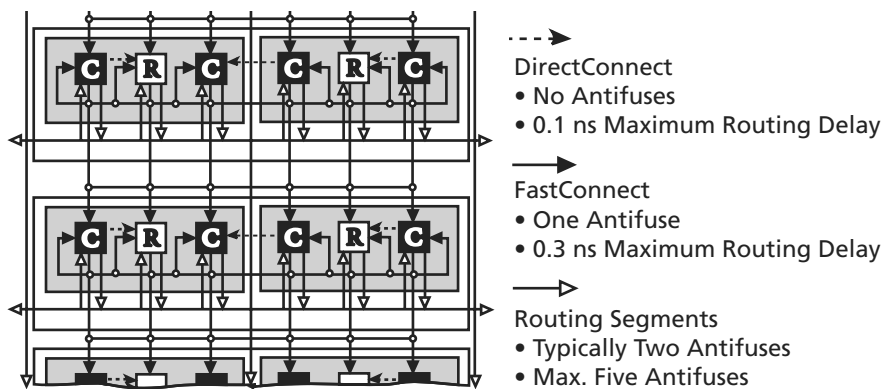 C R C C R C
C R C C R C
DirectConnect
• No Antifuses
• 0.1 ns Maximum Routing Delay
FastConnect
• One Antifuse
• 0.3 ns Maximum Routing Delay
Routing Segments
• Typically Two Antifuses
• Max. Five Antifuses